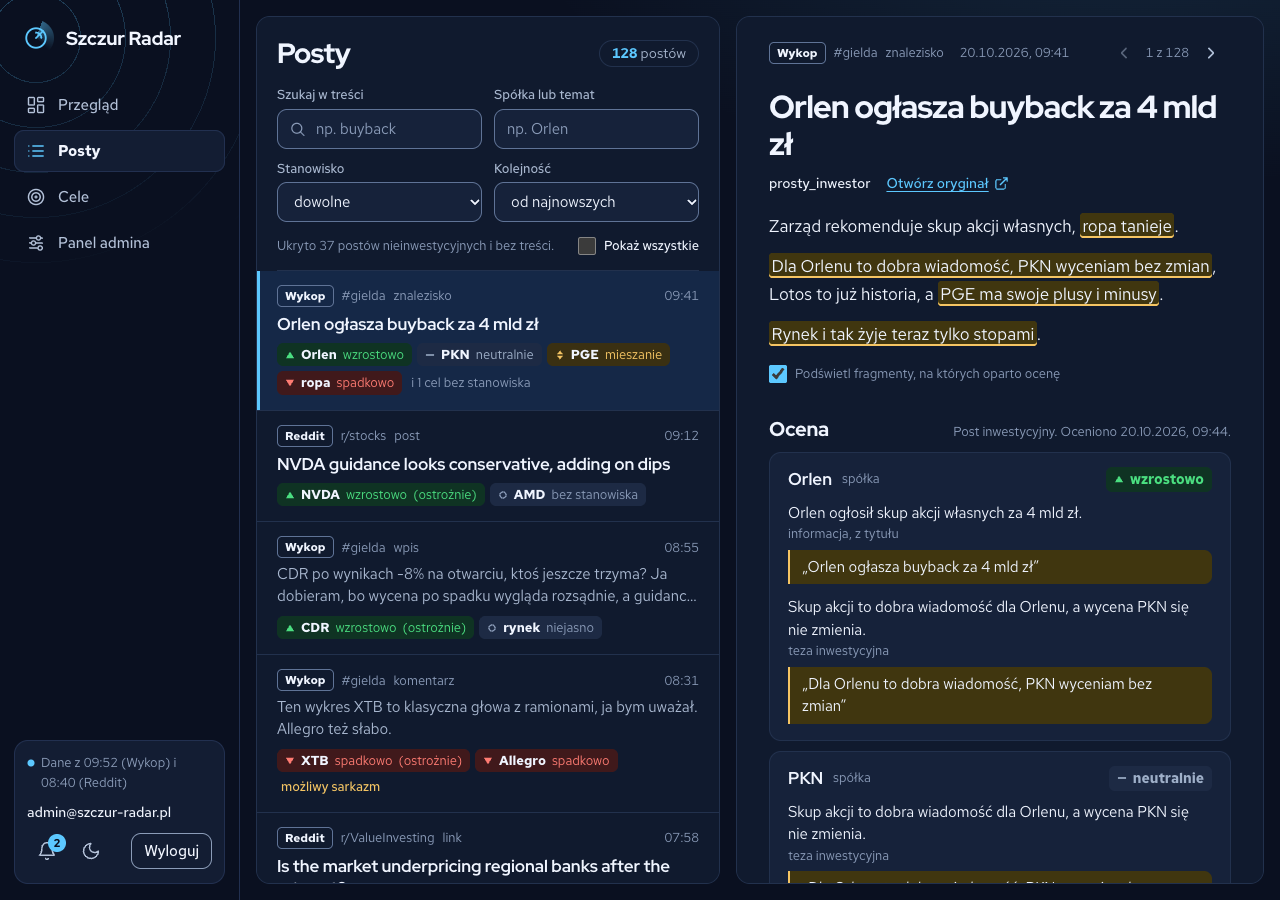 Szczur Radar
Przegląd
Posty
Cele
Panel admina
Dane z 09:52 (Wykop) i
08:40 (Reddit)
admin@szczur-radar.pl
2
Wyloguj
Posty
128 postów
Szukaj w treści
Spółka lub temat
np. buyback
np. Orlen
Stanowisko
Kolejność
dowolne
od najnowszych
Ukryto 37 postów nieinwestycyjnych i bez treści.
Pokaż wszystkie
Wykop #gielda znalezisko 09:41
Orlen ogłasza buyback za 4 mld zł
Orlen wzrostowo PKN neutralnie PGE mieszanie
ropa spadkowo i 1 cel bez stanowiska
Reddit r/stocks post 09:12
NVDA guidance looks conservative, adding on dips
NVDA wzrostowo (ostrożnie) AMD bez stanowiska
Wykop #gielda wpis 08:55
CDR po wynikach -8% na otwarciu, ktoś jeszcze trzyma? Ja
dobieram, bo wycena po spadku wygląda rozsądnie, a guidanc...
CDR wzrostowo (ostrożnie) rynek niejasno
Wykop #gielda komentarz 08:31
Ten wykres XTB to klasyczna głowa z ramionami, ja bym uważał.
Allegro też słabo.
XTB spadkowo (ostrożnie) Allegro spadkowo
możliwy sarkazm
Reddit r/ValueInvesting link 07:58
Is the market underpricing regional banks after the
Wykop #gielda znalezisko 20.10.2026, 09:41
1 z 128
Orlen ogłasza buyback za 4 mld
zł
prosty_inwestor Otwórz oryginał
Zarząd rekomenduje skup akcji własnych, ropa tanieje.
Dla Orlenu to dobra wiadomość, PKN wyceniam bez zmian,
Lotos to już historia, a PGE ma swoje plusy i minusy.
Rynek i tak żyje teraz tylko stopami.
Podświetl fragmenty, na których oparto ocenę
Ocena
Post inwestycyjny. Oceniono 20.10.2026, 09:44.
Orlen spółka wzrostowo
Orlen ogłosił skup akcji własnych za 4 mld zł.
informacja, z tytułu
„Orlen ogłasza buyback za 4 mld zł”
Skup akcji to dobra wiadomość dla Orlenu, a wycena PKN się
nie zmienia.
teza inwestycyjna
„Dla Orlenu to dobra wiadomość, PKN wyceniam bez
zmian”
PKN spółka neutralnie
Skup akcji to dobra wiadomość dla Orlenu, a wycena PKN się
nie zmienia.
teza inwestycyjna